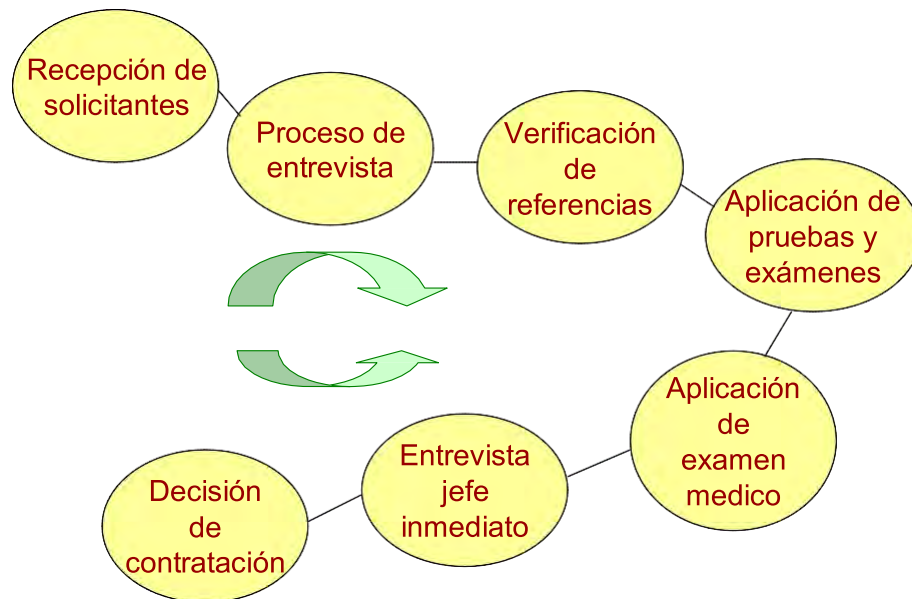 Recepción de
solicitantes
Proceso de
entrevista
Verificación
de
referencias
Aplicación de
pruebas y
exámenes
Aplicación
de
examen
medico
Entrevista
jefe
inmediato
Decisión
de
contratación